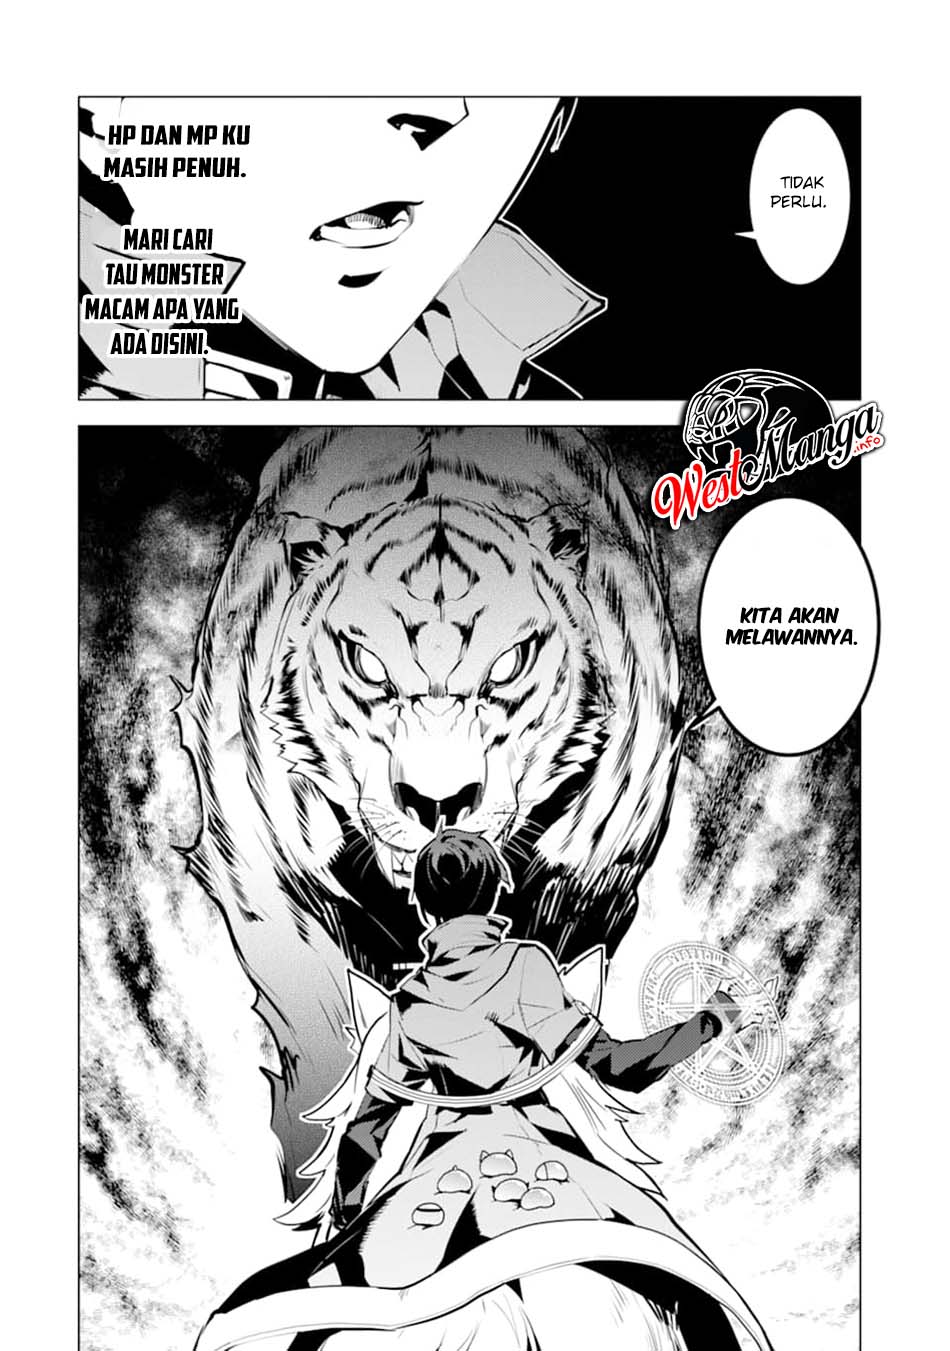 TIDAK
PERLU.
HP DAN MP KU
MASIH PENUH.
MARI CARI
TAU MONSTER
MACAM APA YANG
ADA DISINI.
WestManga
.info
KITA AKAN
MELAWANNYA.